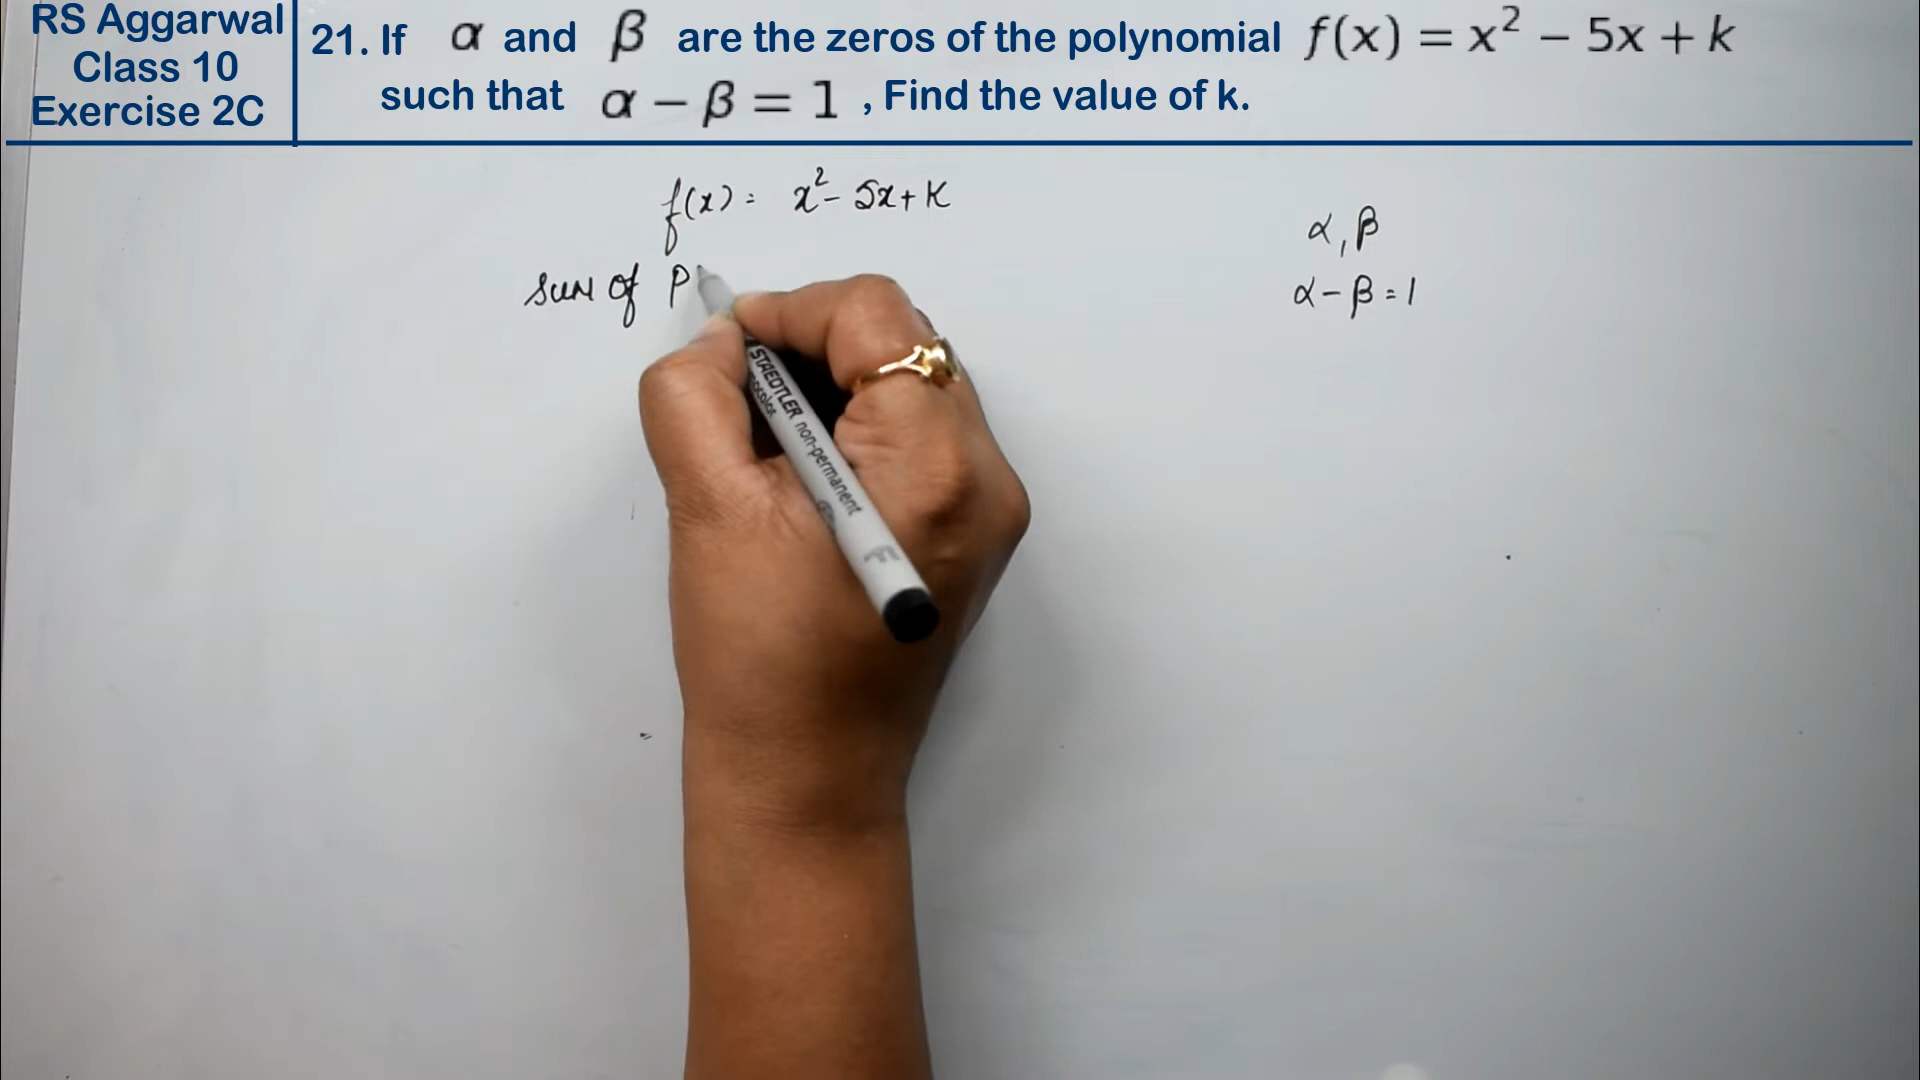 RS Aggarwal
Class 10
Exercise 2C
21. If α and β are the zeros of the polynomial f(x) = x² − 5x + k
such that α − β = 1 , Find the value of k.
f(x) = x² - 5x + k
sum of
α, β
α - β = 1
STAEDTLER non-permanent
F